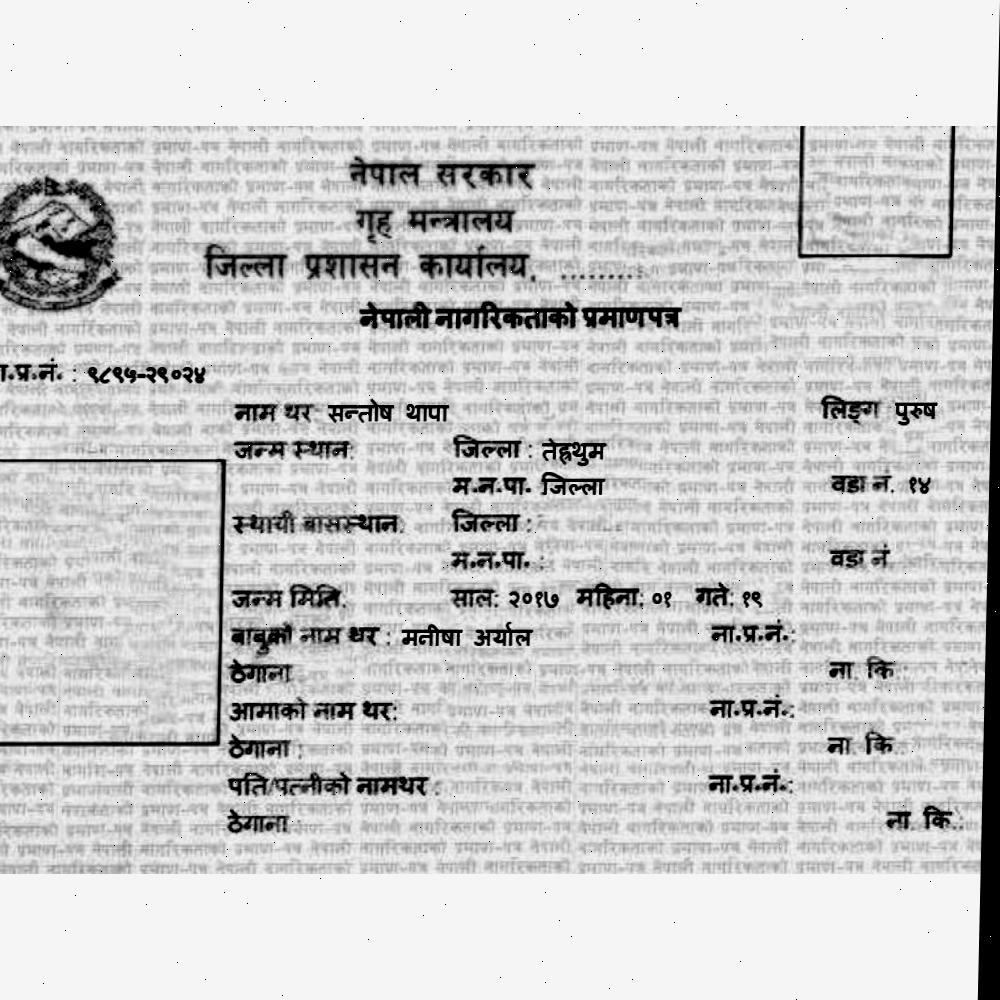 नेपाल सरकार
गृह मन्त्रालय
जिल्ला प्रशासन कार्यालय, .........
नेपाली नागरिकताको प्रमाणपत्र
ा.प्र.नं. : ९८९५-२९०२४
नाम थर: सन्तोष थापा लिङ्ग पुरुष
जन्म स्थान: जिल्ला : तेह्रथुम
म.न.पा. जिल्ला वडा नं. १४
स्थायी बासस्थान: जिल्ला :
म.न.पा. : वडा नं
जन्म मिति: साल: २०१७ महिना: ०१ गते: १९
बाबुको नाम थर : मनीषा अर्याल ना.प्र.नं.:
ठेगाना ना. कि.:
आमाको नाम थर: ना.प्र.नं.:
ठेगाना : ना. कि.:
पति/पत्नीको नामथर : ना.प्र.नं.:
ठेगाना ना. कि.: